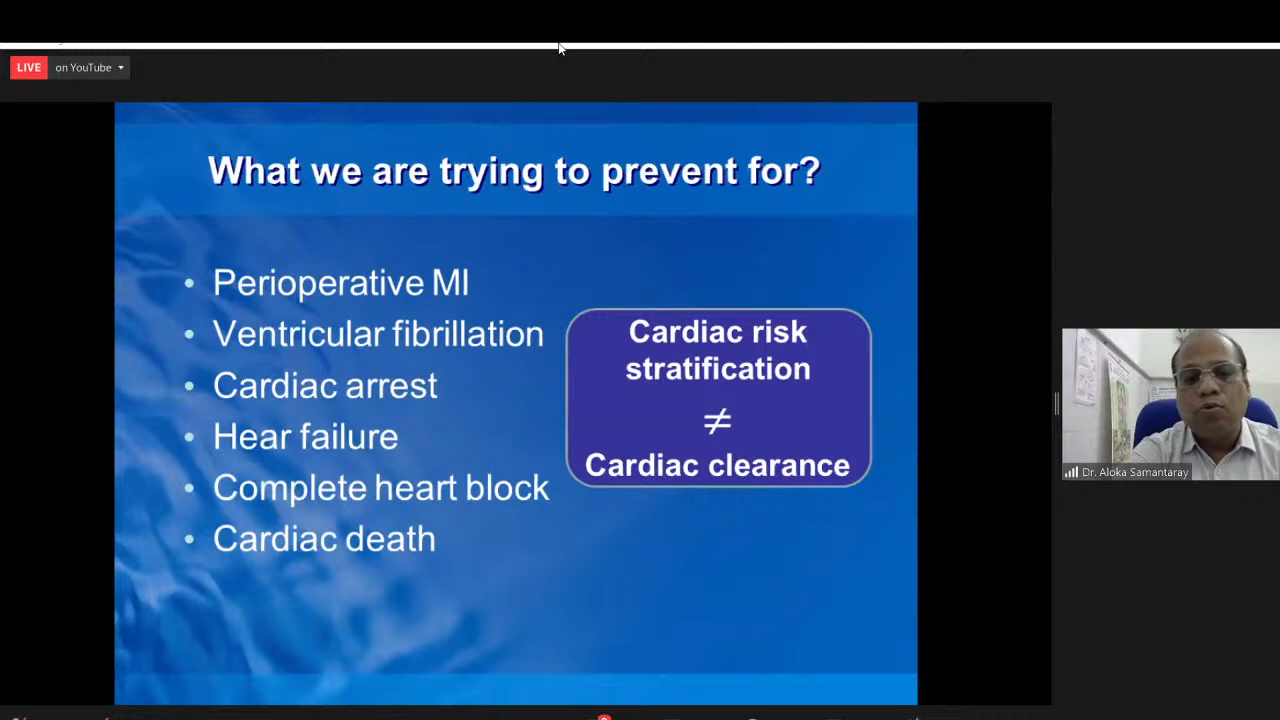 LIVE on YouTube
What we are trying to prevent for?
• Perioperative MI
• Ventricular fibrillation
• Cardiac arrest
• Hear failure
• Complete heart block
• Cardiac death
Cardiac risk
stratification
≠
Cardiac clearance
Dr. Aloka Samantaray